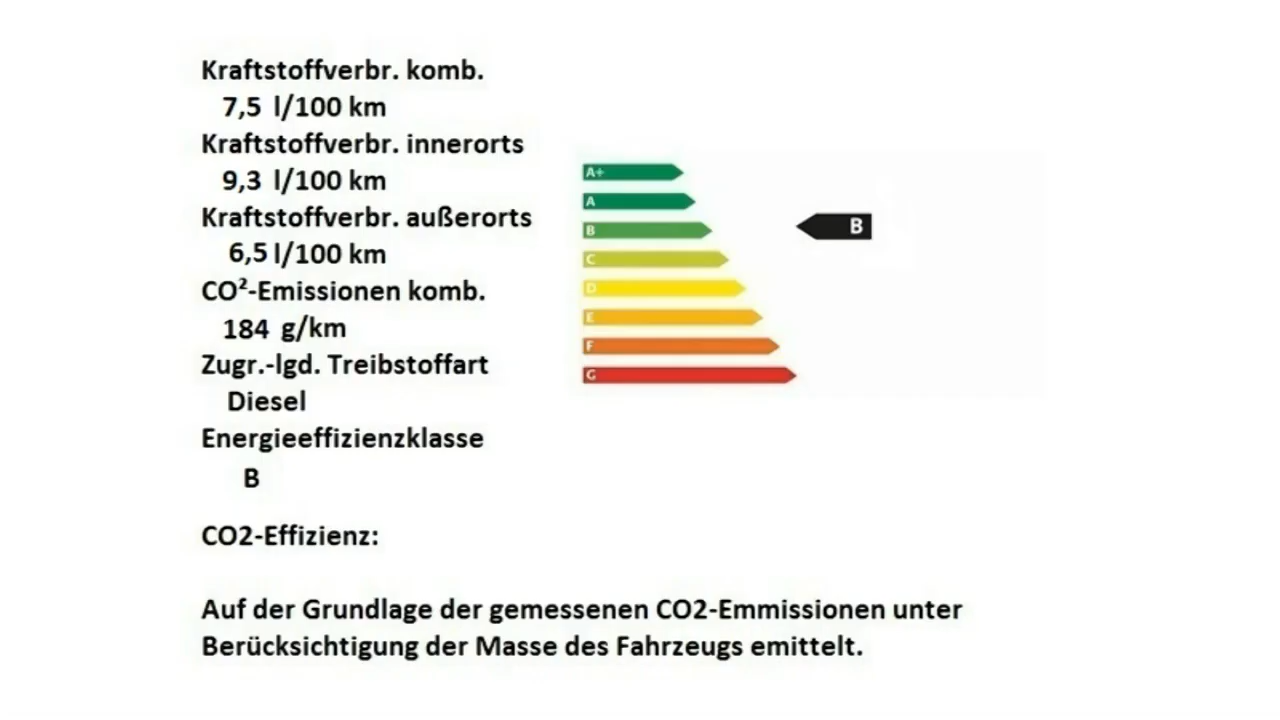 Kraftstoffverbr. komb.
7,5 l/100 km
Kraftstoffverbr. innerorts
9,3 l/100 km
Kraftstoffverbr. außerorts
6,5 l/100 km
CO²-Emissionen komb.
184 g/km
Zugr.-lgd. Treibstoffart
Diesel
Energieeffizienzklasse
B
A+
A
B
B
C
D
E
F
G
CO2-Effizienz:
Auf der Grundlage der gemessenen CO2-Emmissionen unter
Berücksichtigung der Masse des Fahrzeugs emittelt.